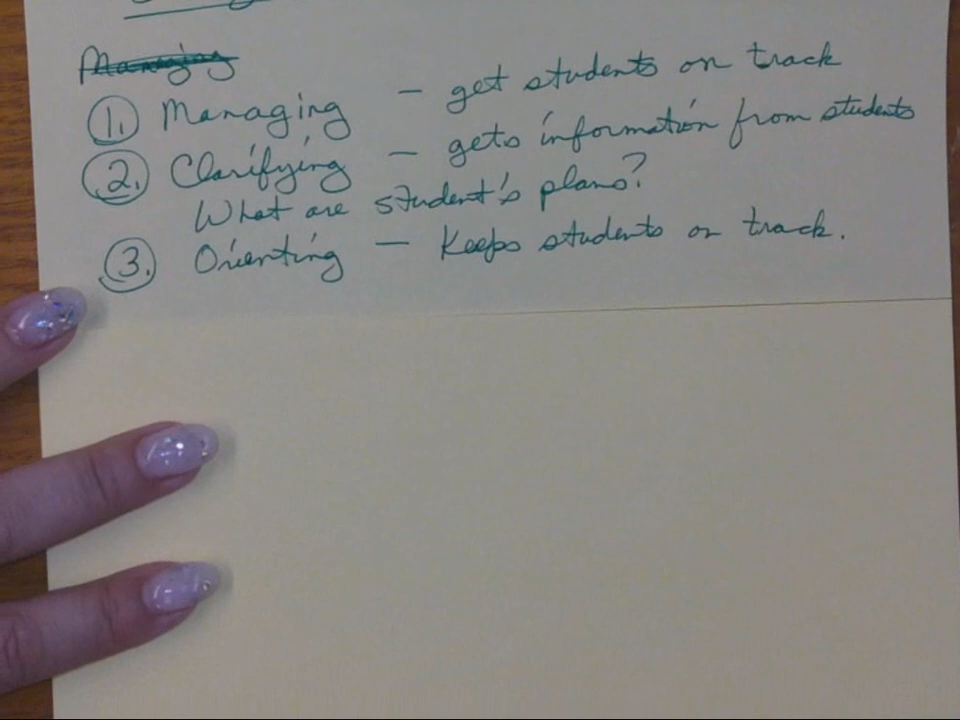 Managing
1. Managing — get students on track
2. Clarifying — gets information from students
What are student's plans?
3. Orienting — Keeps students on track.